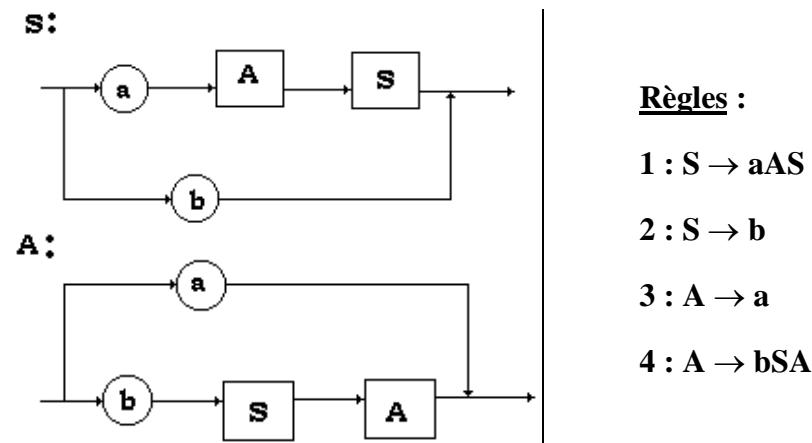 S:
a A S
b
A:
a
b S A
Règles :
1 : S → aAS
2 : S → b
3 : A → a
4 : A → bSA